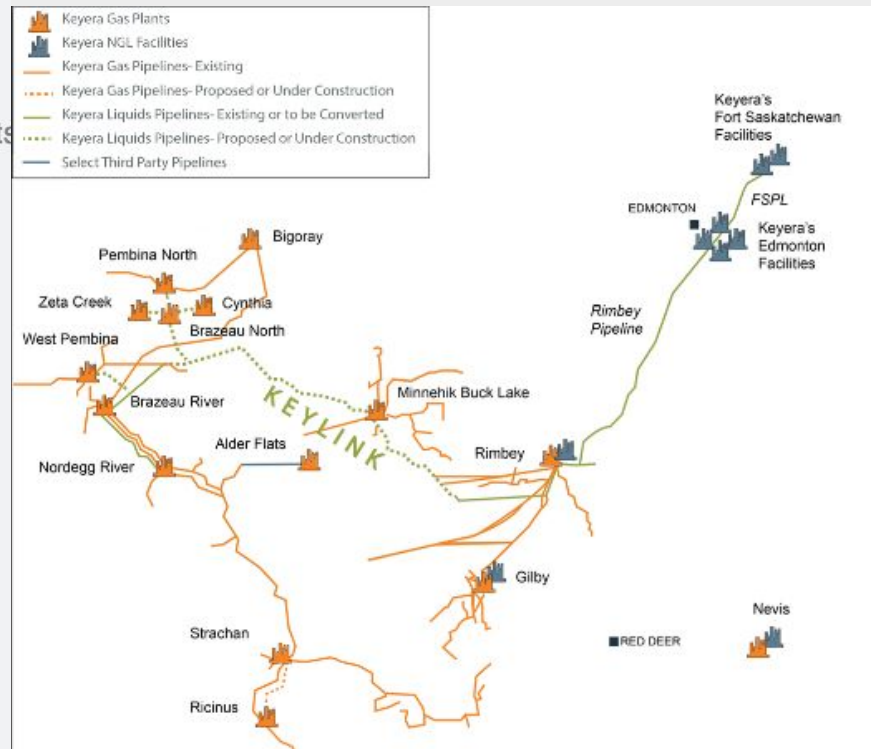 Keyera Gas Plants
Keyera NGL Facilities
Keyera Gas Pipelines- Existing
Keyera Gas Pipelines- Proposed or Under Construction
Keyera Liquids Pipelines- Existing or to be Converted
Keyera Liquids Pipelines- Proposed or Under Construction
Select Third Party Pipelines
Keyera's
Fort Saskatchewan
Facilities
FSPL
EDMONTON
Keyera's
Edmonton
Facilities
Bigoray
Pembina North
Zeta Creek
Cynthia
Brazeau North
West Pembina
Rimbey
Pipeline
Brazeau River
KEYLINK
Minnehik Buck Lake
Alder Flats
Nordegg River
Rimbey
Gilby
Nevis
Strachan
RED DEER
Ricinus